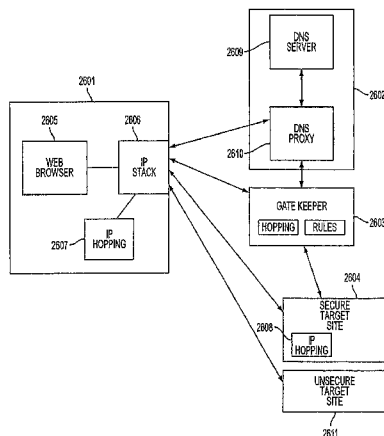 DNS
SERVER
2609
2602
2601
2605
2606
DNS
PROXY
2610
WEB
BROWSER
IP
STACK
GATE KEEPER
HOPPING
RULES
2603
2607
IP
HOPPING
2604
SECURE
TARGET
SITE
2608
IP
HOPPING
UNSECURE
TARGET
SITE
2611